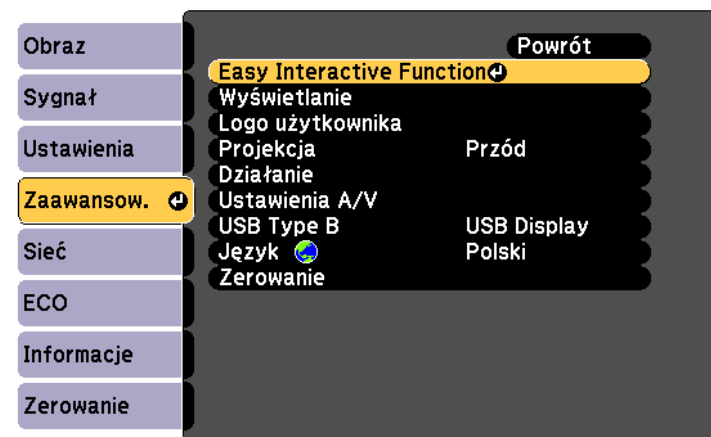 Obraz
Sygnał
Ustawienia
Zaawansow.
Sieć
ECO
Informacje
Zerowanie
Powrót
Easy Interactive Function
Wyświetlanie
Logo użytkownika
Projekcja Przód
Działanie
Ustawienia A/V
USB Type B USB Display
Język Polski
Zerowanie